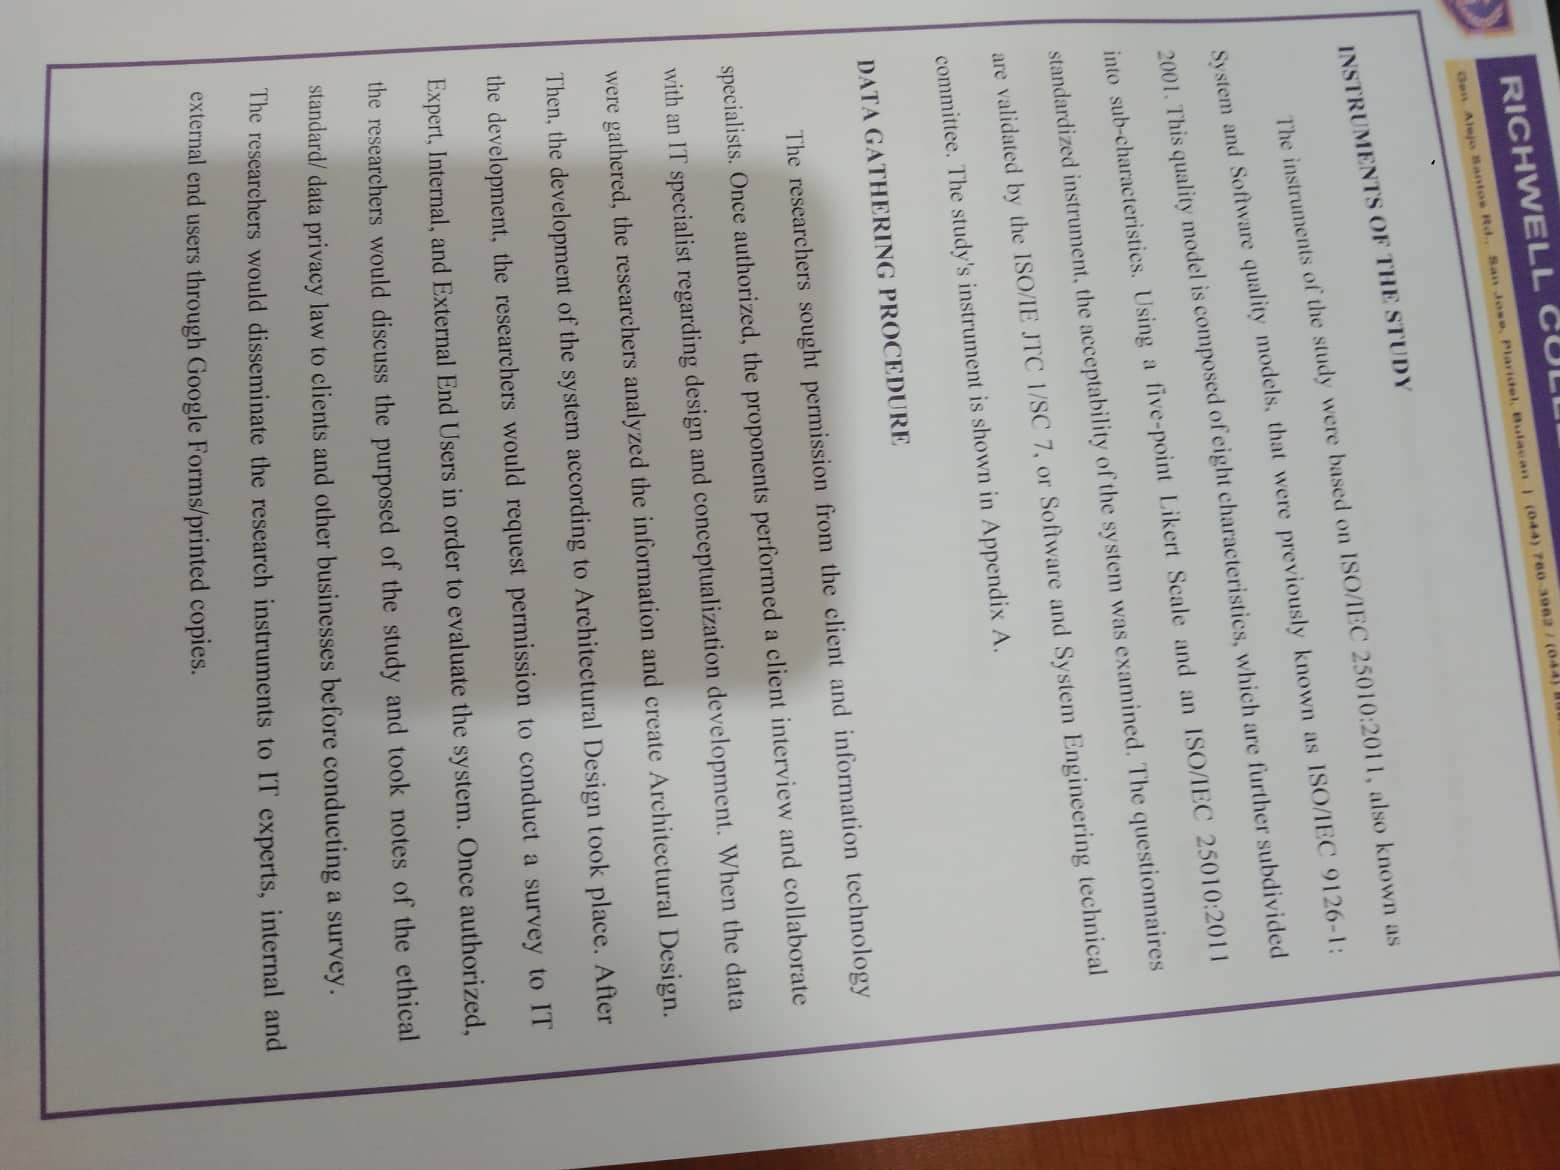 RICHWELL
Gen. Alejo Santos Rd., San Jose, Plaridel, Bulacan | (044) 760-3962 / (044)
INSTRUMENTS OF THE STUDY
The instruments of the study were based on ISO/IEC 25010:2011, also known as
System and Software quality models, that were previously known as ISO/IEC 9126-1:
2001. This quality model is composed of eight characteristics, which are further subdivided
into sub-characteristics. Using a five-point Likert Scale and an ISO/IEC 25010:2011
standardized instrument, the acceptability of the system was examined. The questionnaires
are validated by the ISO/IE JTC 1/SC 7, or Software and System Engineering technical
committee. The study's instrument is shown in Appendix A.
DATA GATHERING PROCEDURE
The researchers sought permission from the client and information technology
specialists. Once authorized, the proponents performed a client interview and collaborate
with an IT specialist regarding design and conceptualization development. When the data
were gathered, the researchers analyzed the information and create Architectural Design.
Then, the development of the system according to Architectural Design took place. After
the development, the researchers would request permission to conduct a survey to IT
Expert, Internal, and External End Users in order to evaluate the system. Once authorized,
the researchers would discuss the purposed of the study and took notes of the ethical
standard/ data privacy law to clients and other businesses before conducting a survey.
The researchers would disseminate the research instruments to IT experts, internal and
external end users through Google Forms/printed copies.